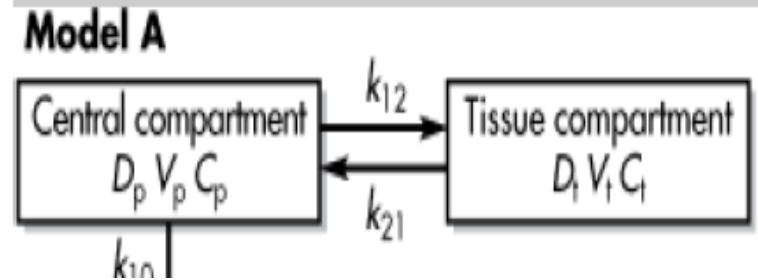 Model A
k12
Central compartment
Dp Vp Cp
Tissue compartment
Dt Vt Ct
k21
k10